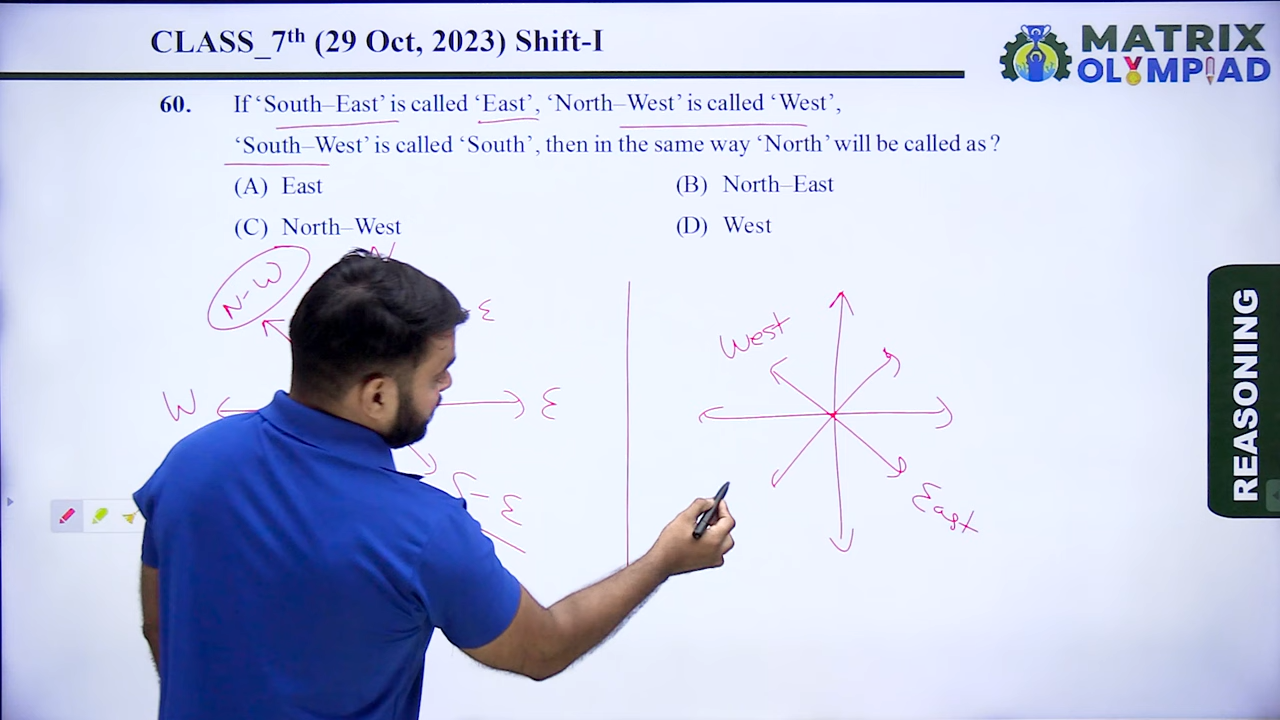 CLASS_7th (29 Oct, 2023) Shift-I
MATRIX
OLYMPIAD
60. If ‘South–East’ is called ‘East’, ‘North–West’ is called ‘West’,
‘South–West’ is called ‘South’, then in the same way ‘North’ will be called as ?
(A) East
(B) North–East
(C) North–West
(D) West
N-W
N
E
W
E
S-E
West
East
REASONING